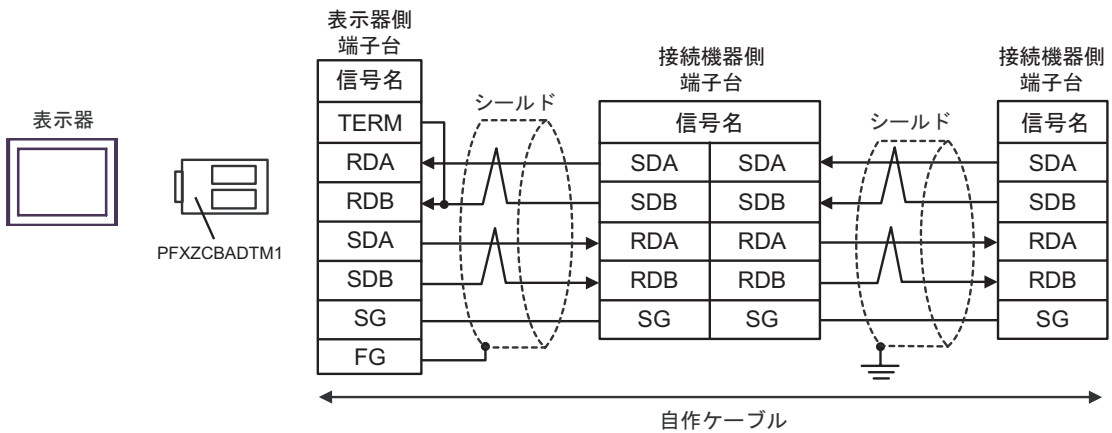 表示器
PFXZCBADTM1
表示器側
端子台
信号名
TERM
RDA
RDB
SDA
SDB
SG
FG
シールド
接続機器側
端子台
信号名
SDA SDA
SDB SDB
RDA RDA
RDB RDB
SG SG
シールド
接続機器側
端子台
信号名
SDA
SDB
RDA
RDB
SG
自作ケーブル